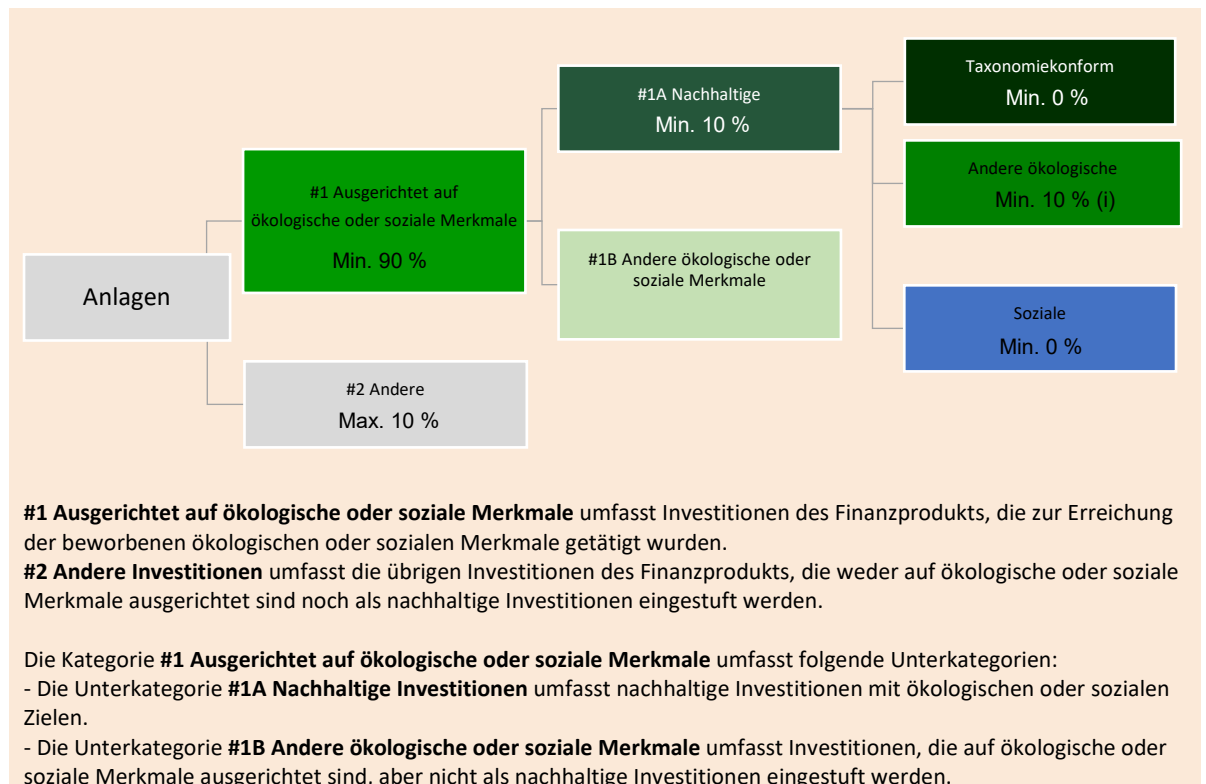 Anlagen
#1 Ausgerichtet auf
ökologische oder soziale Merkmale
Min. 90 %
#2 Andere
Max. 10 %
#1A Nachhaltige
Min. 10 %
#1B Andere ökologische oder
soziale Merkmale
Taxonomiekonform
Min. 0 %
Andere ökologische
Min. 10 % (i)
Soziale
Min. 0 %
#1 Ausgerichtet auf ökologische oder soziale Merkmale umfasst Investitionen des Finanzprodukts, die zur Erreichung
der beworbenen ökologischen oder sozialen Merkmale getätigt wurden.
#2 Andere Investitionen umfasst die übrigen Investitionen des Finanzprodukts, die weder auf ökologische oder soziale
Merkmale ausgerichtet sind noch als nachhaltige Investitionen eingestuft werden.
Die Kategorie #1 Ausgerichtet auf ökologische oder soziale Merkmale umfasst folgende Unterkategorien:
- Die Unterkategorie #1A Nachhaltige Investitionen umfasst nachhaltige Investitionen mit ökologischen oder sozialen
Zielen.
- Die Unterkategorie #1B Andere ökologische oder soziale Merkmale umfasst Investitionen, die auf ökologische oder
soziale Merkmale ausgerichtet sind, aber nicht als nachhaltige Investitionen eingestuft werden.